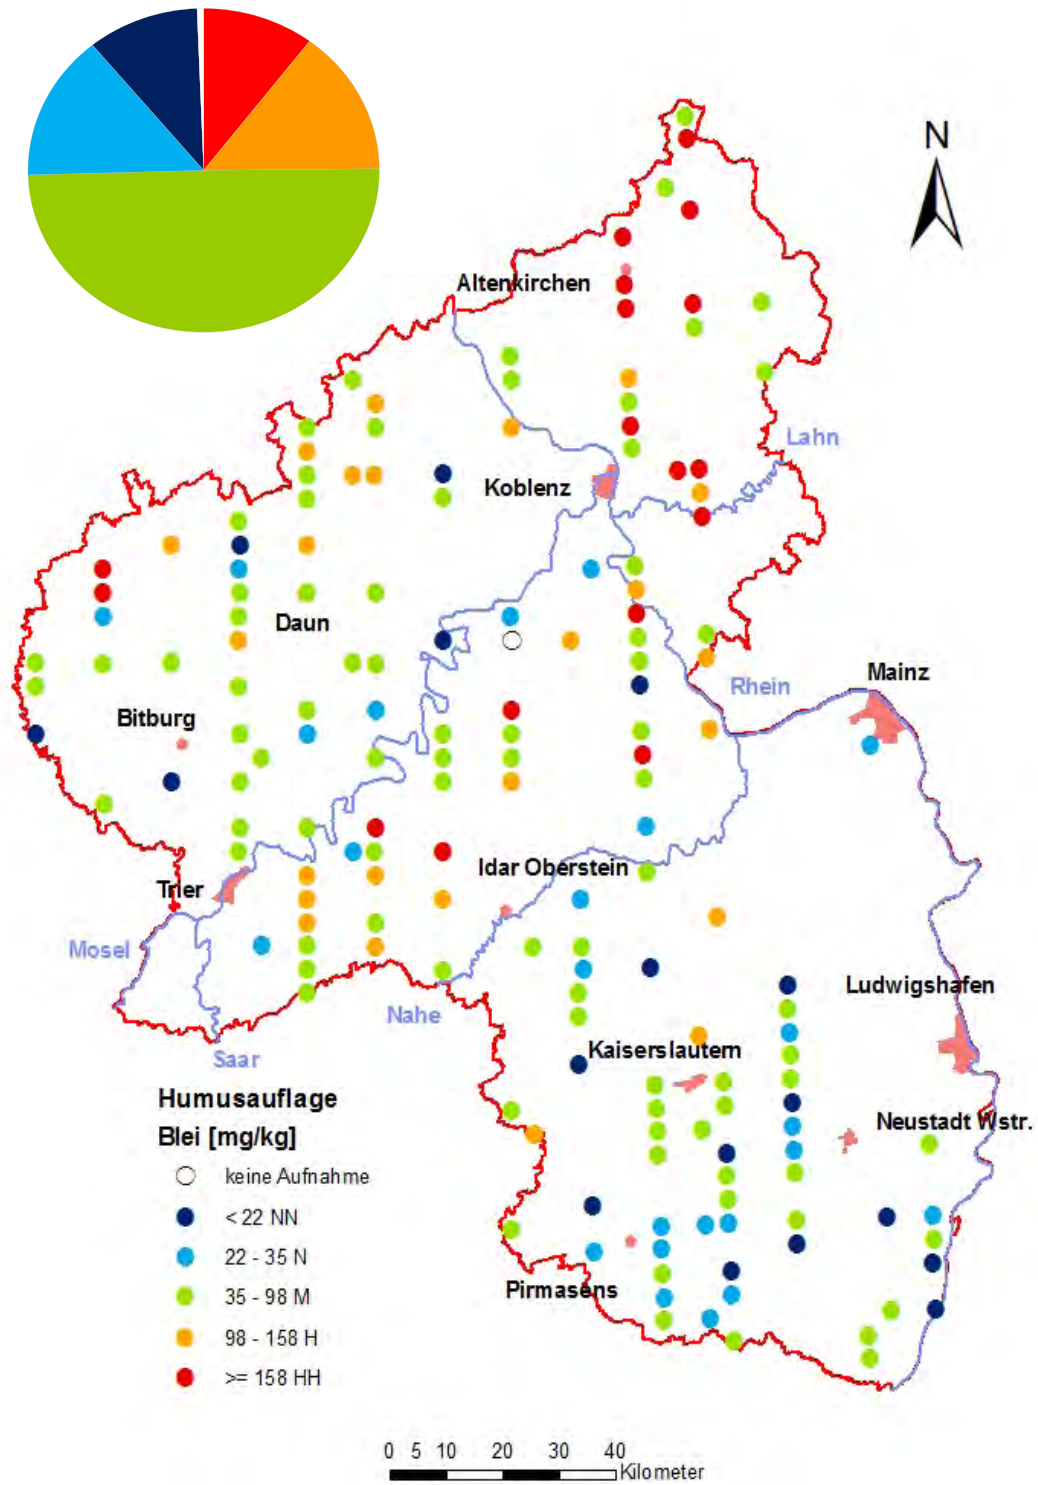 N
Altenkirchen
Lahn
Koblenz
Daun
Mainz
Rhein
Bitburg
Idar Oberstein
Trier
Mosel
Ludwigshafen
Nahe
Kaiserslautern
Saar
Humusauflage
Blei [mg/kg]
Neustadt Wstr.
keine Aufnahme
< 22 NN
22 - 35 N
35 - 98 M
Pirmasens
98 - 158 H
>= 158 HH
0 5 10 20 30 40
Kilometer